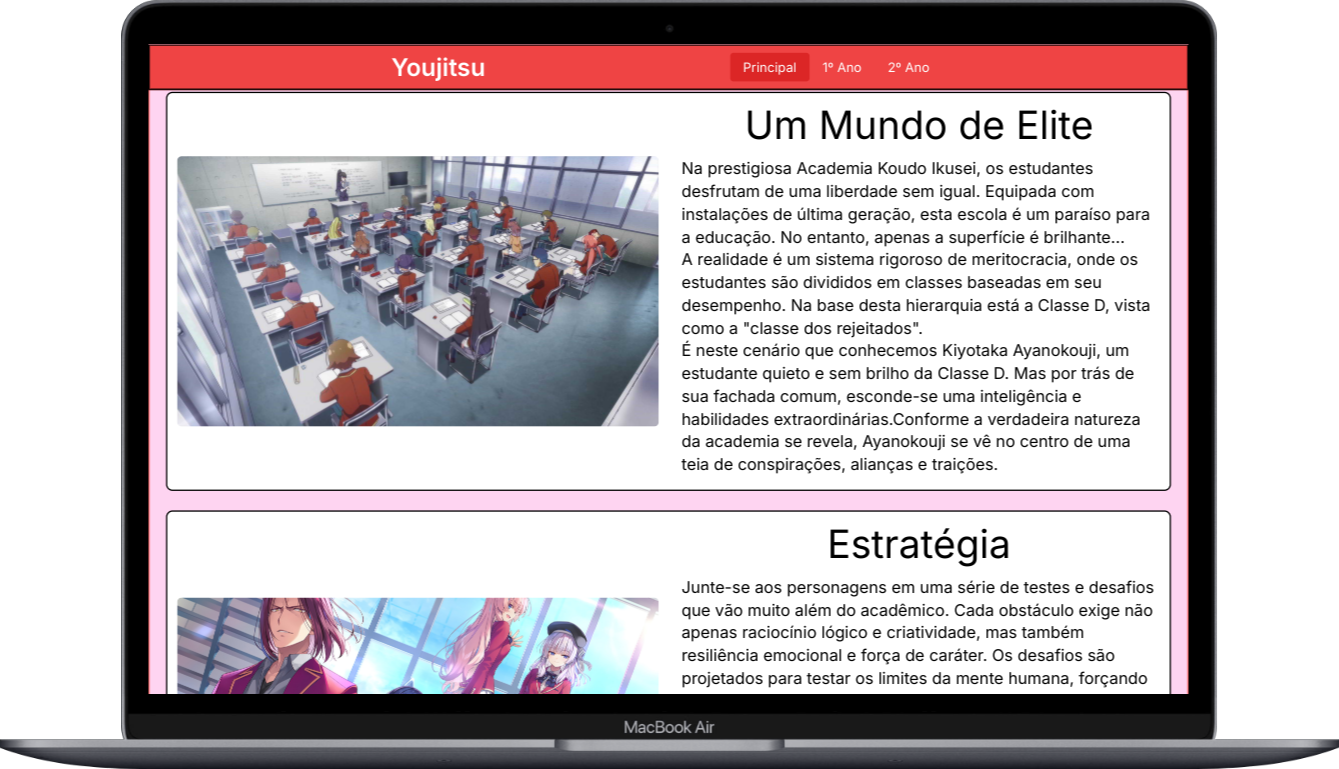 Youjitsu
Principal
1º Ano
2º Ano
Um Mundo de Elite
Na prestigiosa Academia Koudo Ikusei, os estudantes
desfrutam de uma liberdade sem igual. Equipada com
instalações de última geração, esta escola é um paraíso para
a educação. No entanto, apenas a superfície é brilhante...
A realidade é um sistema rigoroso de meritocracia, onde os
estudantes são divididos em classes baseadas em seu
desempenho. Na base desta hierarquia está a Classe D, vista
como a "classe dos rejeitados".
É neste cenário que conhecemos Kiyotaka Ayanokouji, um
estudante quieto e sem brilho da Classe D. Mas por trás de
sua fachada comum, esconde-se uma inteligência e
habilidades extraordinárias.Conforme a verdadeira natureza
da academia se revela, Ayanokouji se vê no centro de uma
teia de conspirações, alianças e traições.
Estratégia
Junte-se aos personagens em uma série de testes e desafios
que vão muito além do acadêmico. Cada obstáculo exige não
apenas raciocínio lógico e criatividade, mas também
resiliência emocional e força de caráter. Os desafios são
projetados para testar os limites da mente humana, forçando
MacBook Air